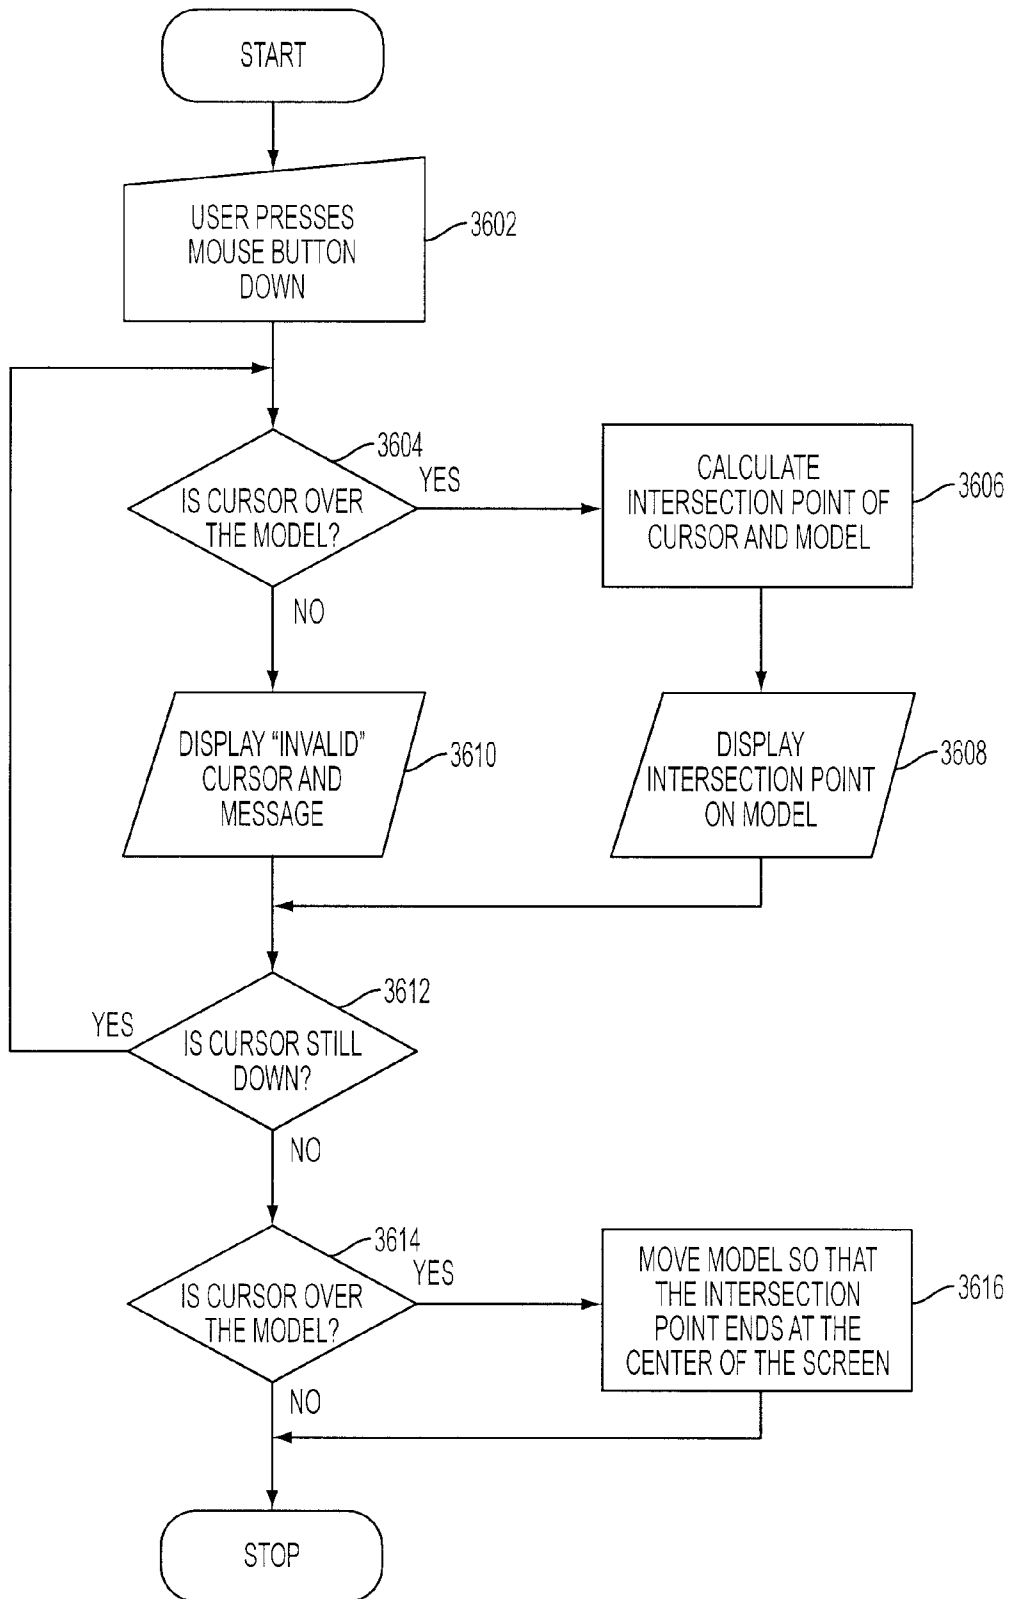 START
USER PRESSES
MOUSE BUTTON
DOWN
3602
3604
IS CURSOR OVER
THE MODEL?
YES
NO
CALCULATE
INTERSECTION POINT OF
CURSOR AND MODEL
3606
DISPLAY “INVALID”
CURSOR AND
MESSAGE
3610
DISPLAY
INTERSECTION POINT
ON MODEL
3608
3612
YES
IS CURSOR STILL
DOWN?
NO
3614
IS CURSOR OVER
THE MODEL?
YES
NO
MOVE MODEL SO THAT
THE INTERSECTION
POINT ENDS AT THE
CENTER OF THE SCREEN
3616
STOP